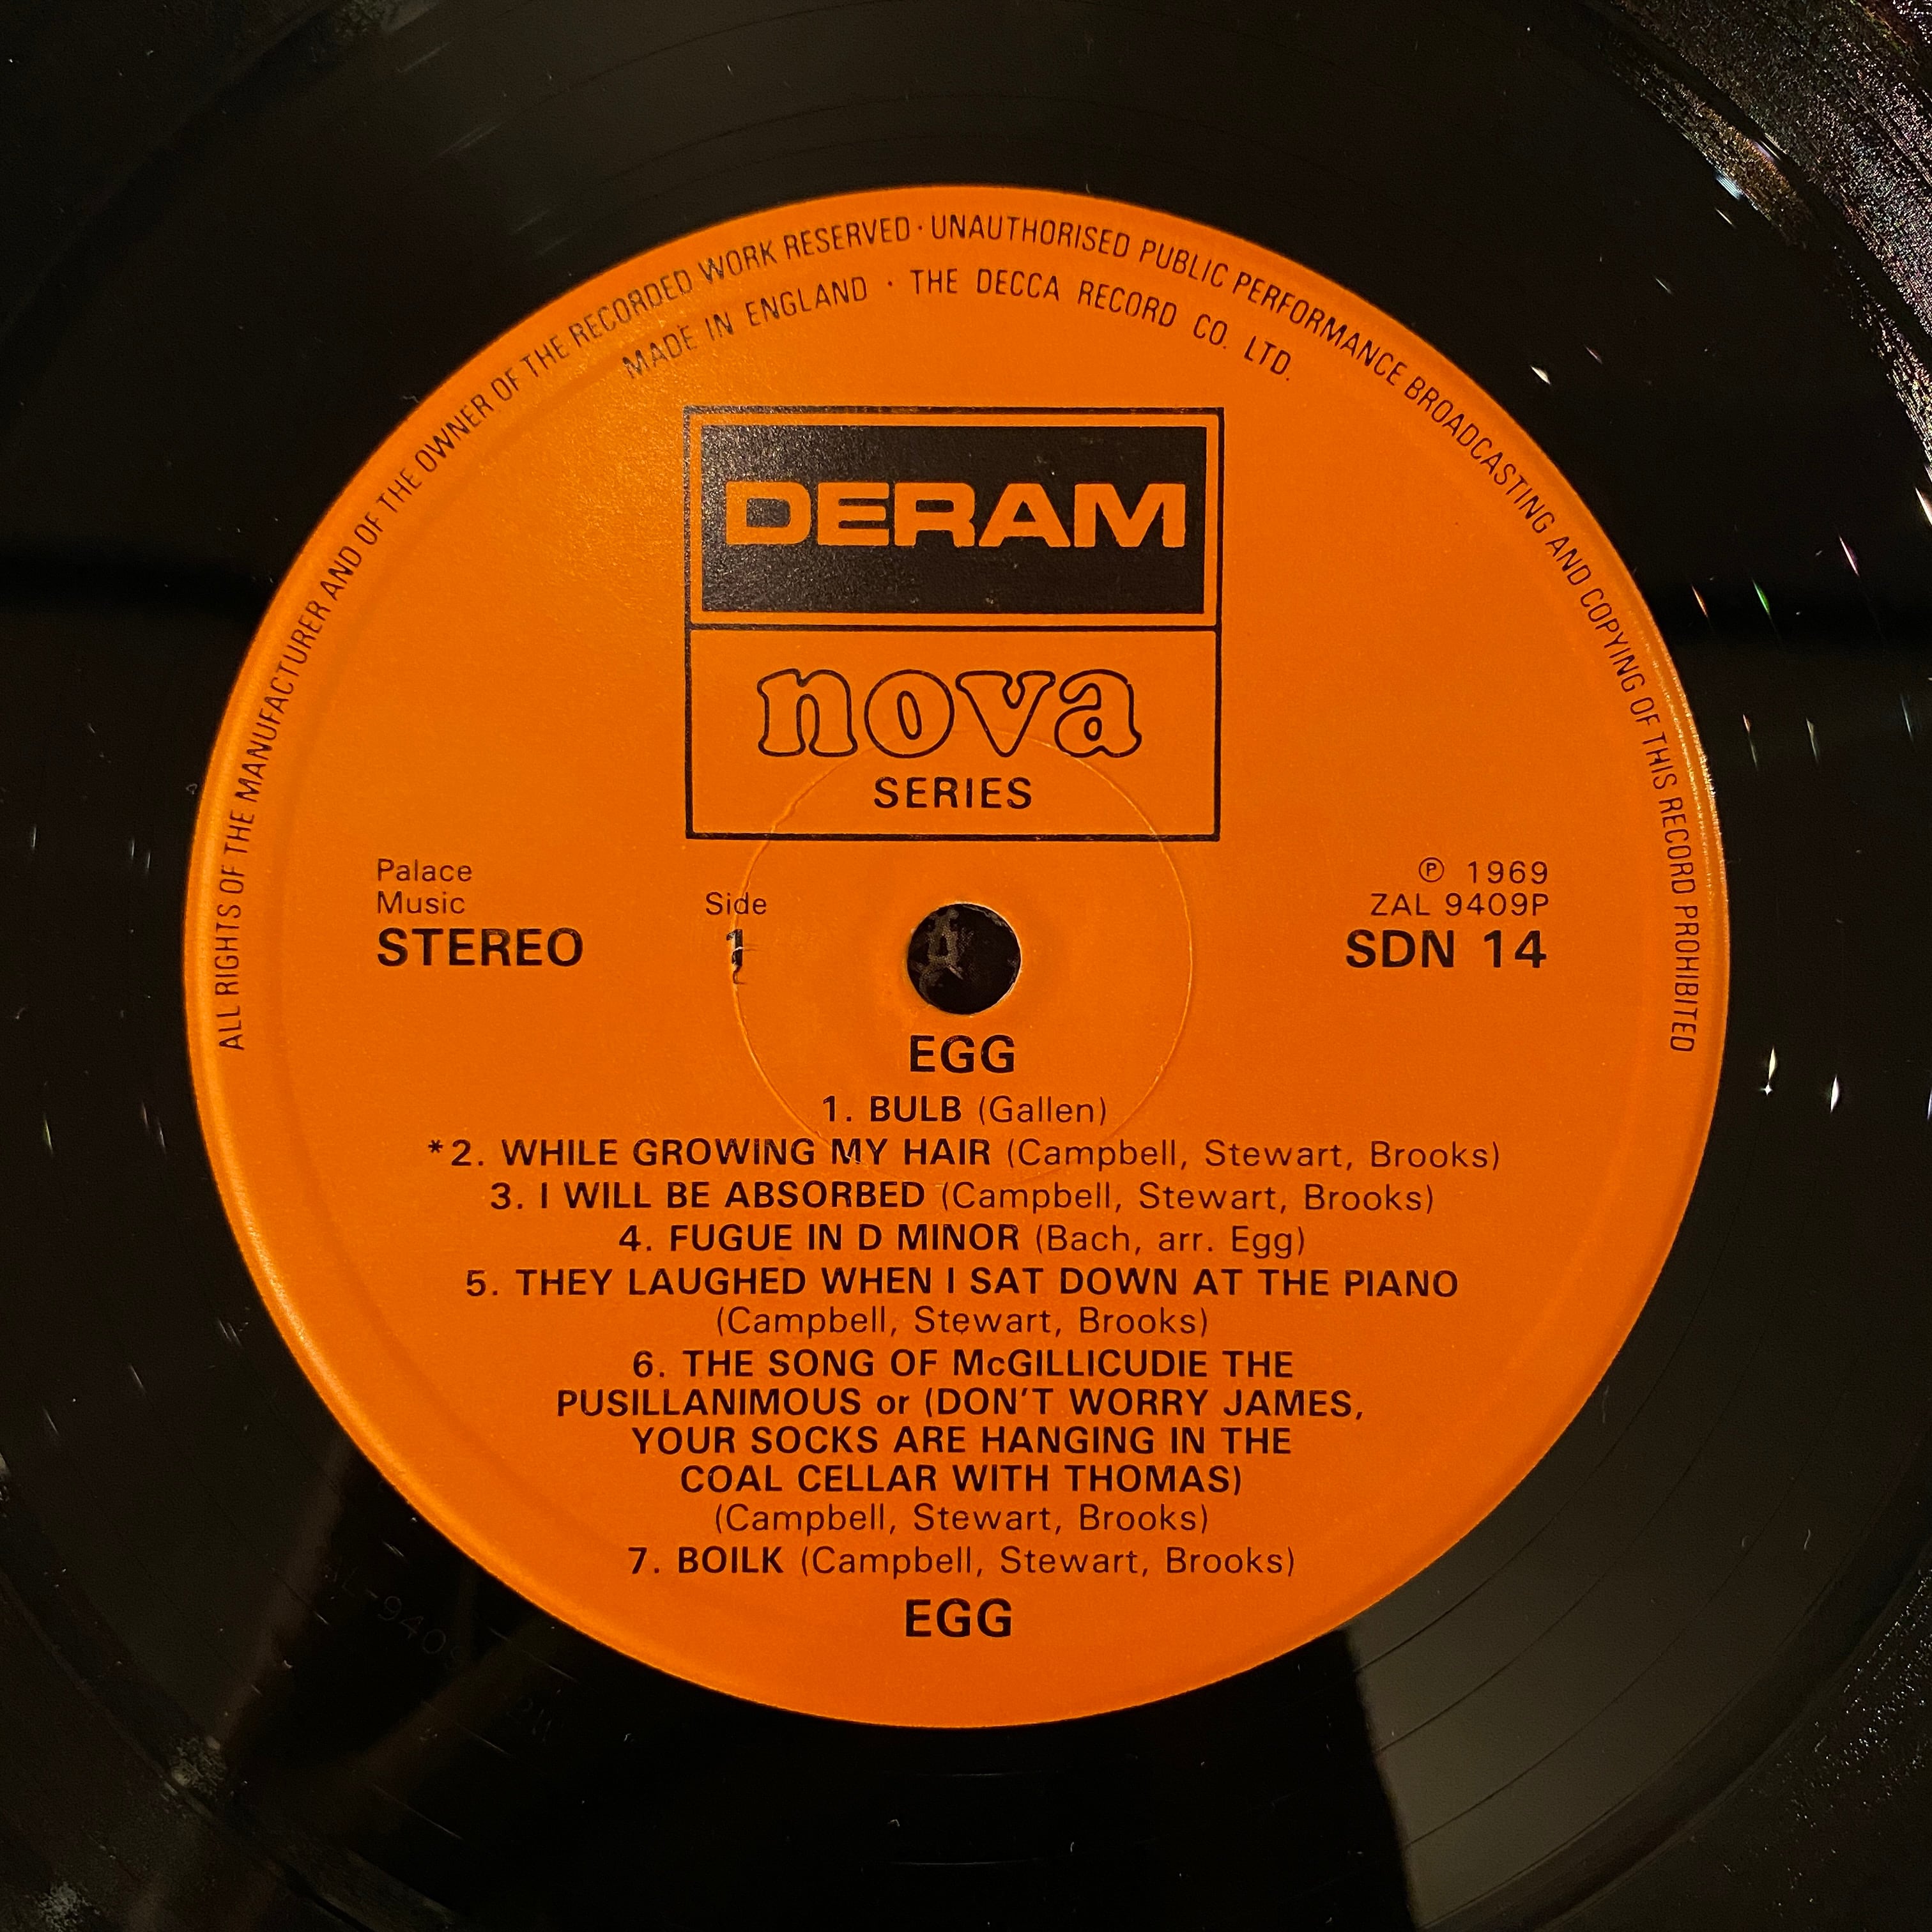 ALL RIGHTS OF THE MANUFACTURER AND OF THE OWNER OF THE RECORDED WORK RESERVED · UNAUTHORISED PUBLIC PERFORMANCE BROADCASTING AND COPYING OF THIS RECORD PROHIBITED
MADE IN ENGLAND · THE DECCA RECORD CO. LTD.
DERAM
nova
SERIES
Palace
Music
STEREO
Side
1
℗ 1969
ZAL 9409P
SDN 14
EGG
1. BULB (Gallen)
*2. WHILE GROWING MY HAIR (Campbell, Stewart, Brooks)
3. I WILL BE ABSORBED (Campbell, Stewart, Brooks)
4. FUGUE IN D MINOR (Bach, arr. Egg)
5. THEY LAUGHED WHEN I SAT DOWN AT THE PIANO
(Campbell, Stewart, Brooks)
6. THE SONG OF McGILLICUDIE THE
PUSILLANIMOUS or (DON'T WORRY JAMES,
YOUR SOCKS ARE HANGING IN THE
COAL CELLAR WITH THOMAS)
(Campbell, Stewart, Brooks)
7. BOILK (Campbell, Stewart, Brooks)
EGG